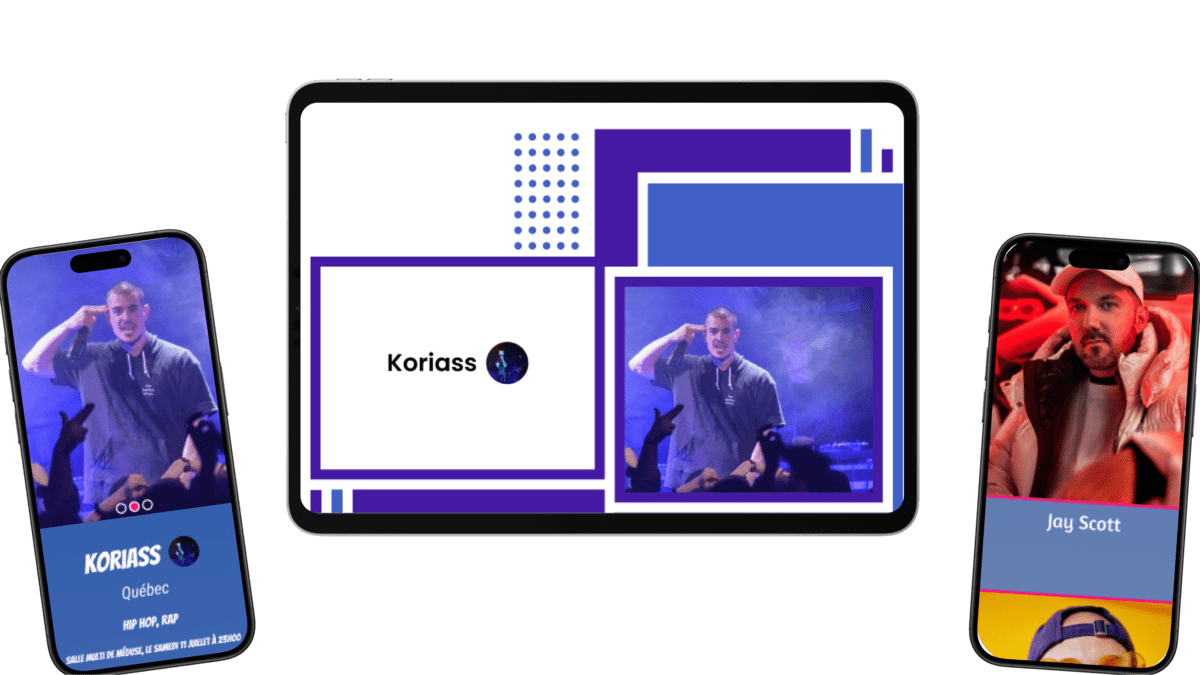 Koriass
KORIASS
Québec
HIP HOP, RAP
SALLE MULTI DE MÉDUSE, LE SAMEDI 11 JUILLET À 23H00
Jay Scott